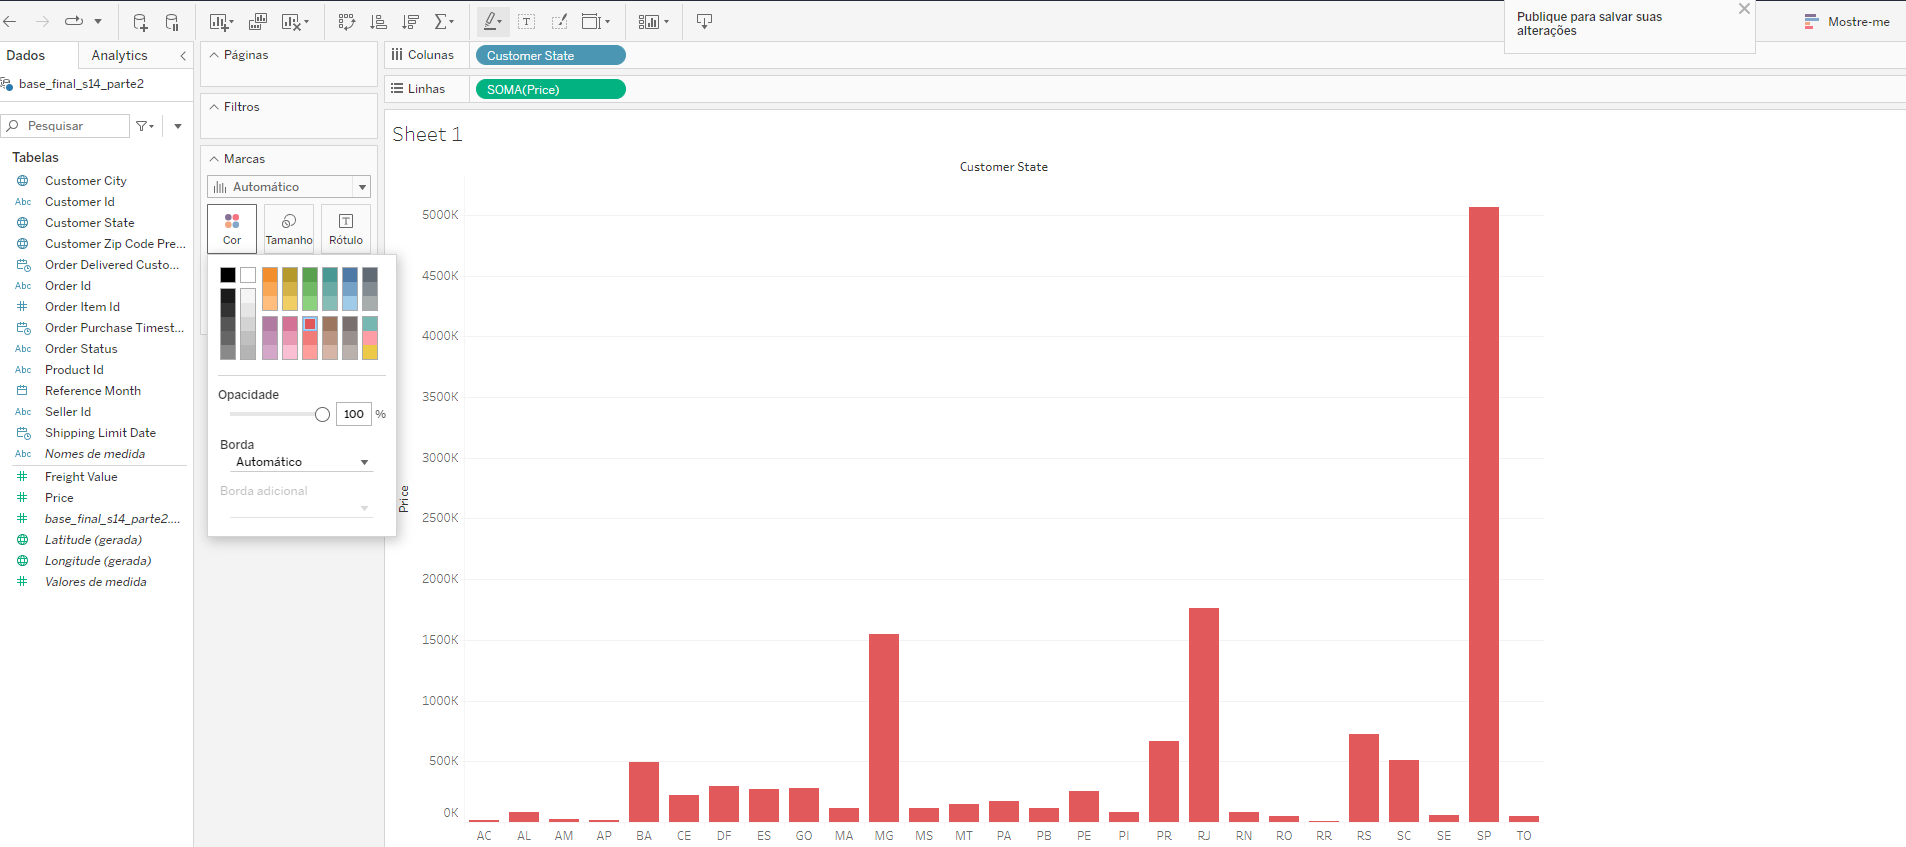 Publique para salvar suas
alterações
Mostre-me
Dados
Analytics
base_final_s14_parte2
Pesquisar
Tabelas
Customer City
Abc Customer Id
Customer State
Customer Zip Code Pre...
Order Delivered Custo...
Abc Order Id
Order Item Id
Order Purchase Timest...
Abc Order Status
Abc Product Id
Reference Month
Abc Seller Id
Shipping Limit Date
Abc Nomes de medida
Freight Value
Price
base_final_s14_parte2....
Latitude (gerada)
Longitude (gerada)
Valores de medida
Páginas
Filtros
Marcas
Automático
Cor
Tamanho
Rótulo
Opacidade
100 %
Borda
Automático
Borda adicional
Colunas
Customer State
Linhas
SOMA(Price)
Sheet 1
Customer State
Price
5000K
4500K
4000K
3500K
3000K
2500K
2000K
1500K
1000K
500K
0K
AC AL AM AP BA CE DF ES GO MA MG MS MT PA PB PE PI PR RJ RN RO RR RS SC SE SP TO